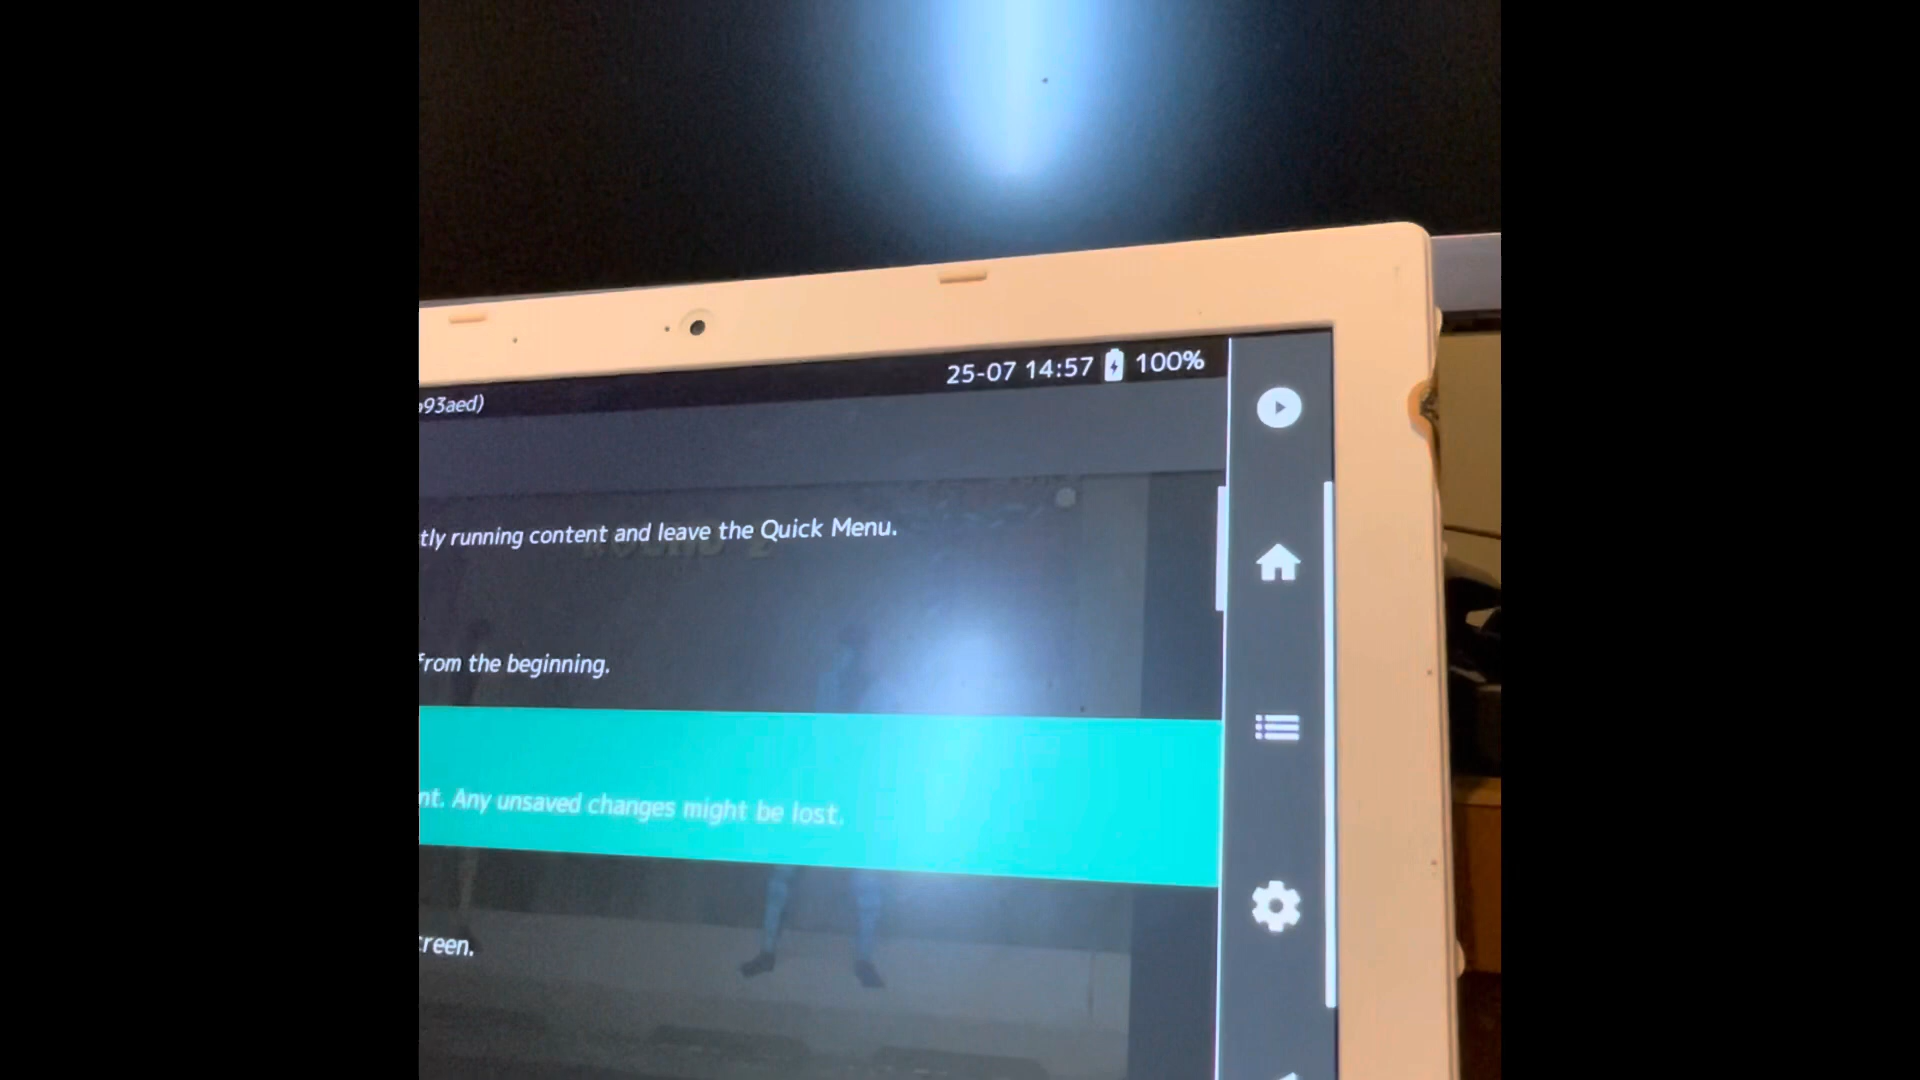 25-07 14:57 100%
93aed)
tly running content and leave the Quick Menu.
from the beginning.
nt. Any unsaved changes might be lost.
creen.